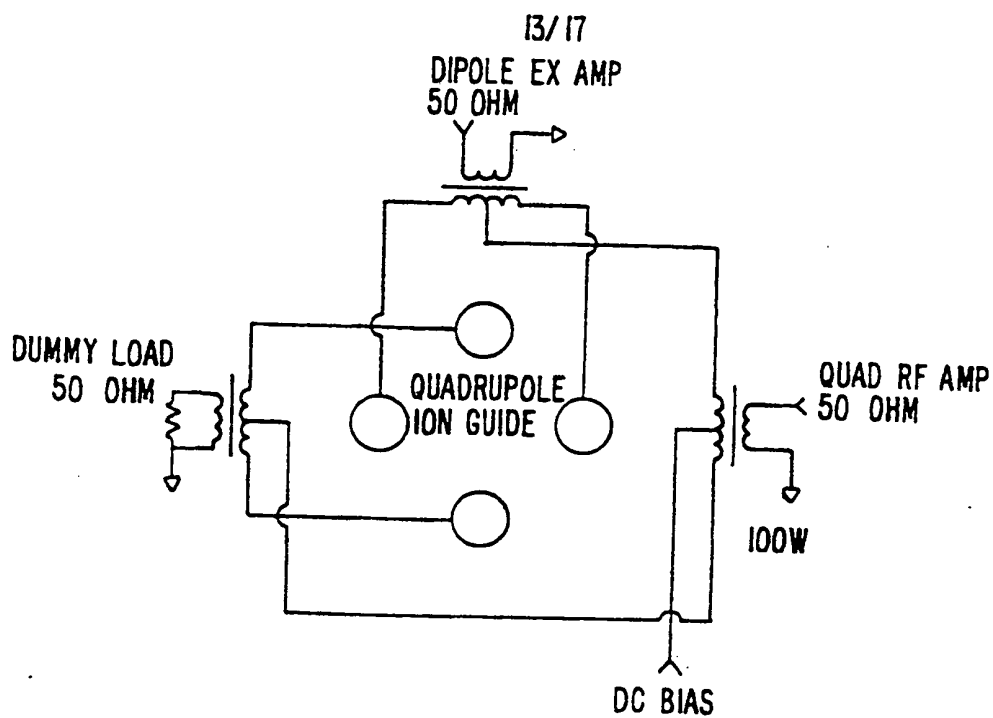 13/17
DIPOLE EX AMP
50 OHM
DUMMY LOAD
50 OHM
QUADRUPOLE
ION GUIDE
QUAD RF AMP
50 OHM
100W
DC BIAS